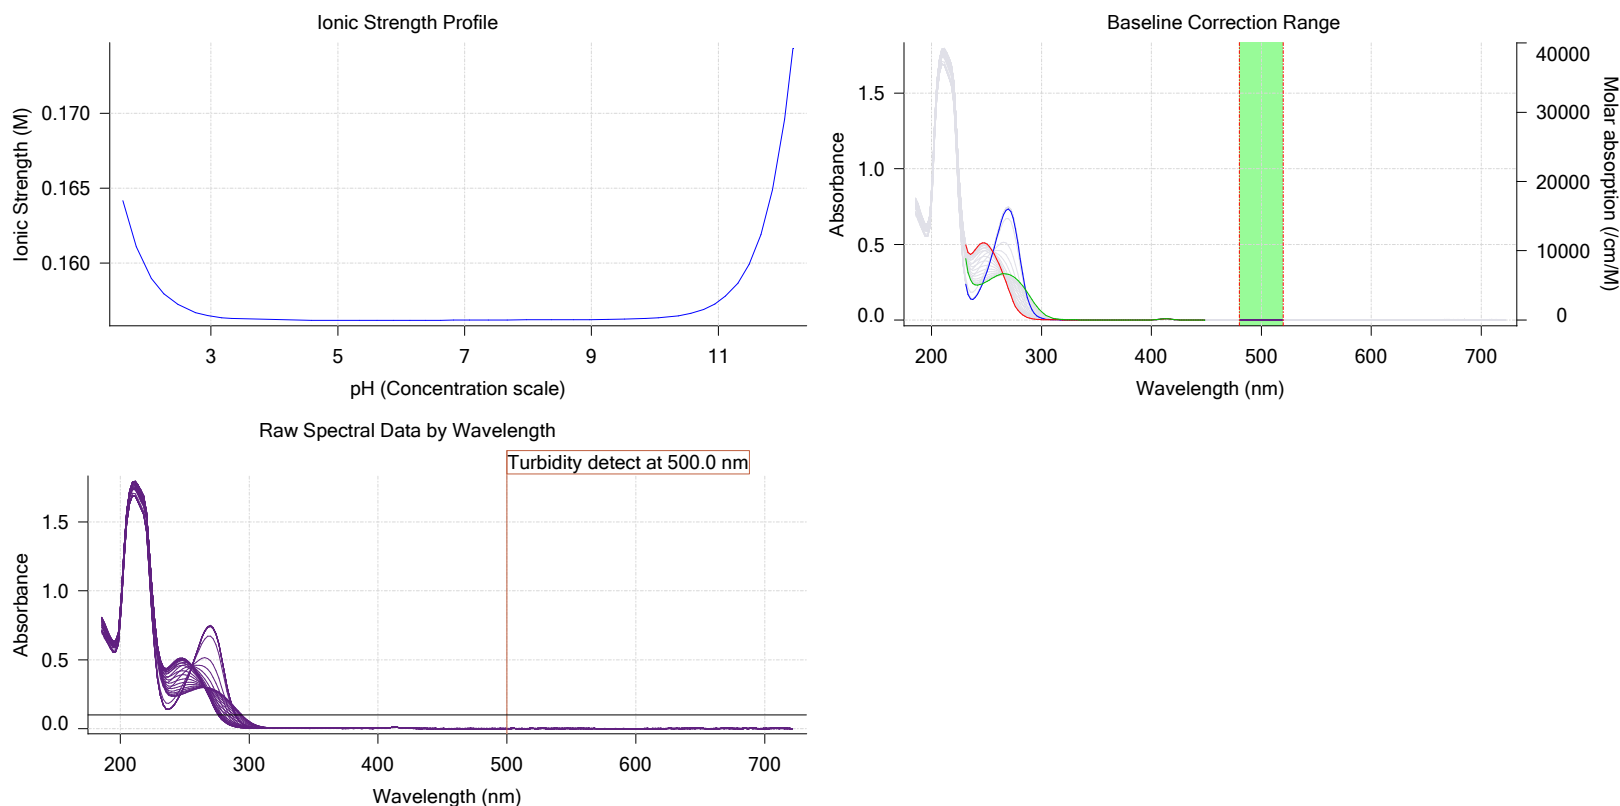 Ionic Strength Profile
Ionic Strength (M)
0.170
0.165
0.160
3 5 7 9 11
pH (Concentration scale)
Baseline Correction Range
Absorbance
1.5
1.0
0.5
0.0
40000
30000
20000
10000
0
Molar absorption (/cm/M)
200 300 400 500 600 700
Wavelength (nm)
Raw Spectral Data by Wavelength
Turbidity detect at 500.0 nm
Absorbance
1.5
1.0
0.5
0.0
200 300 400 500 600 700
Wavelength (nm)